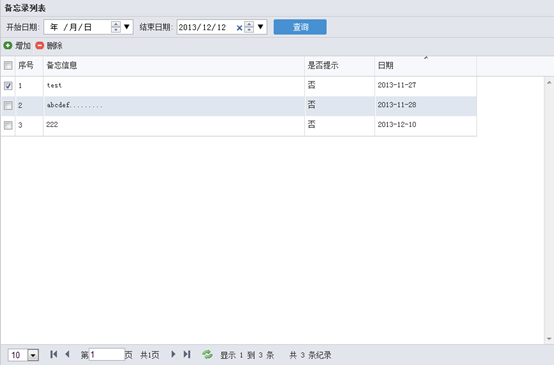 备忘录列表
开始日期: 年 /月/日 结束日期: 2013/12/12 查询
增加 删除
序号 备忘信息 是否提示 日期
1 test 否 2013-11-27
2 abcdef......... 否 2013-11-28
3 222 否 2013-12-10
10 第1页 共1页 显示 1 到 3 条 共 3 条纪录